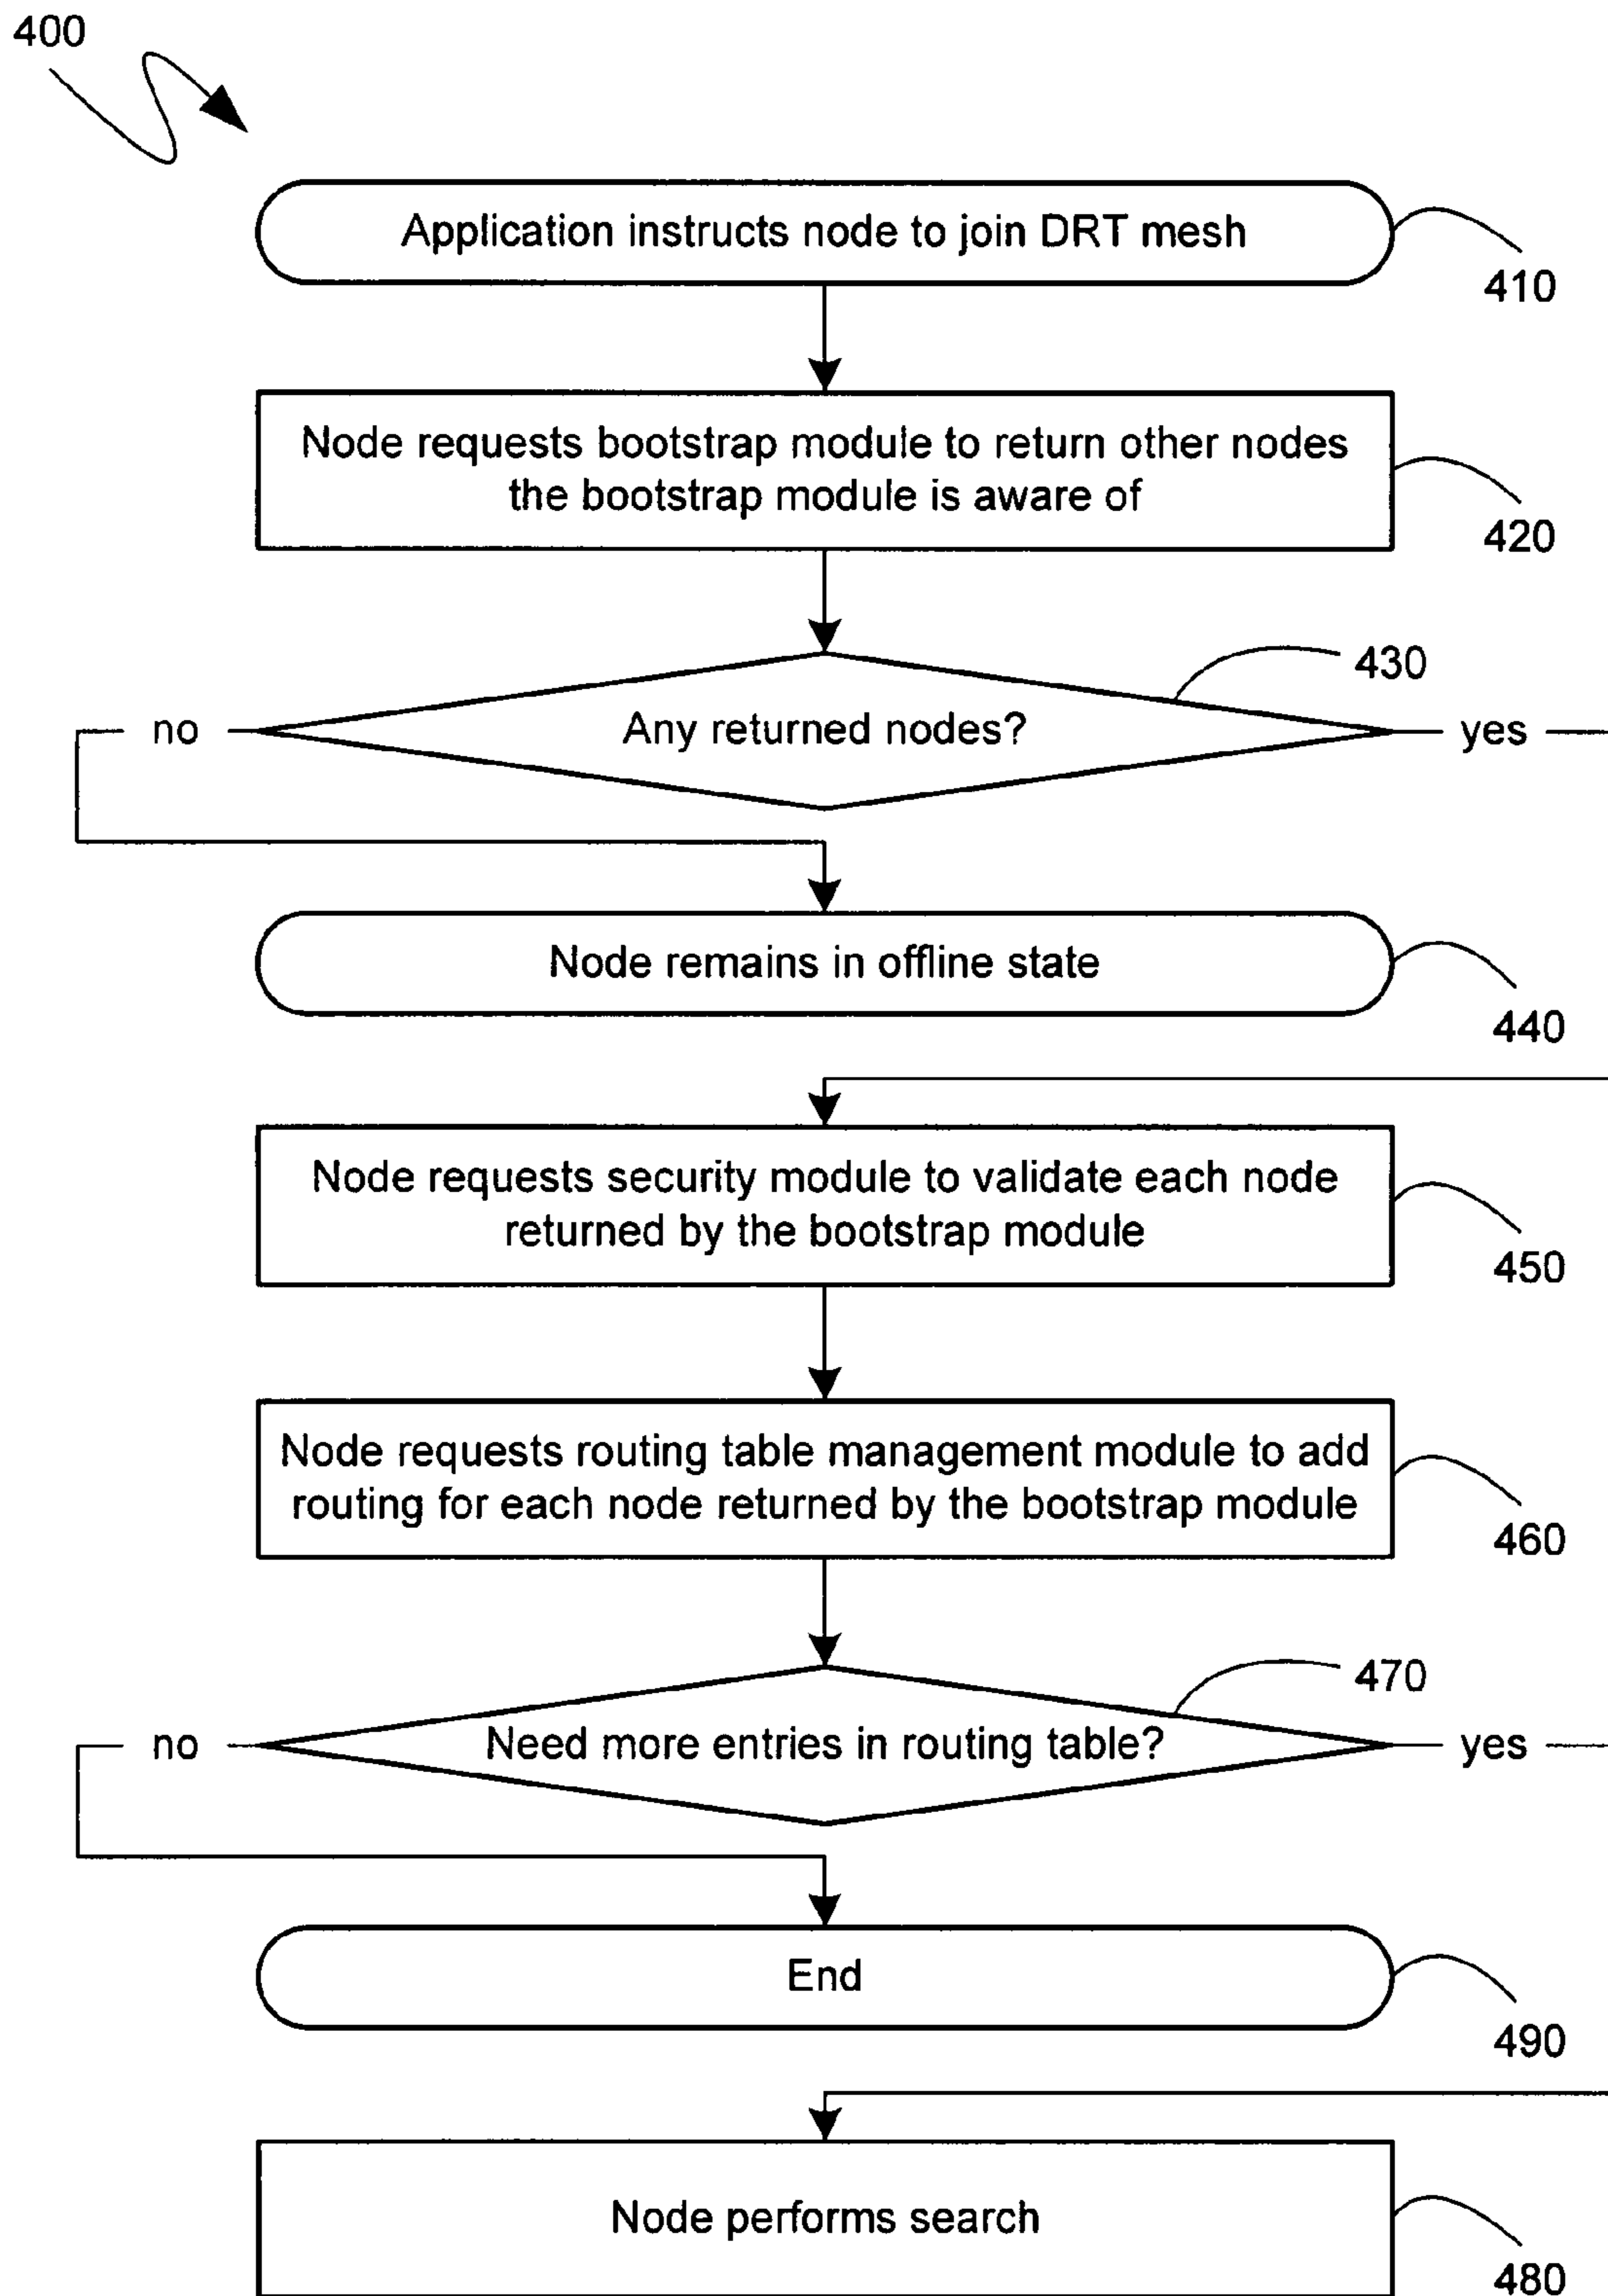 400
Application instructs node to join DRT mesh
410
Node requests bootstrap module to return other nodes
the bootstrap module is aware of
420
430
no
Any returned nodes?
yes
Node remains in offline state
440
Node requests security module to validate each node
returned by the bootstrap module
450
Node requests routing table management module to add
routing for each node returned by the bootstrap module
460
470
no
Need more entries in routing table?
yes
End
490
Node performs search
480